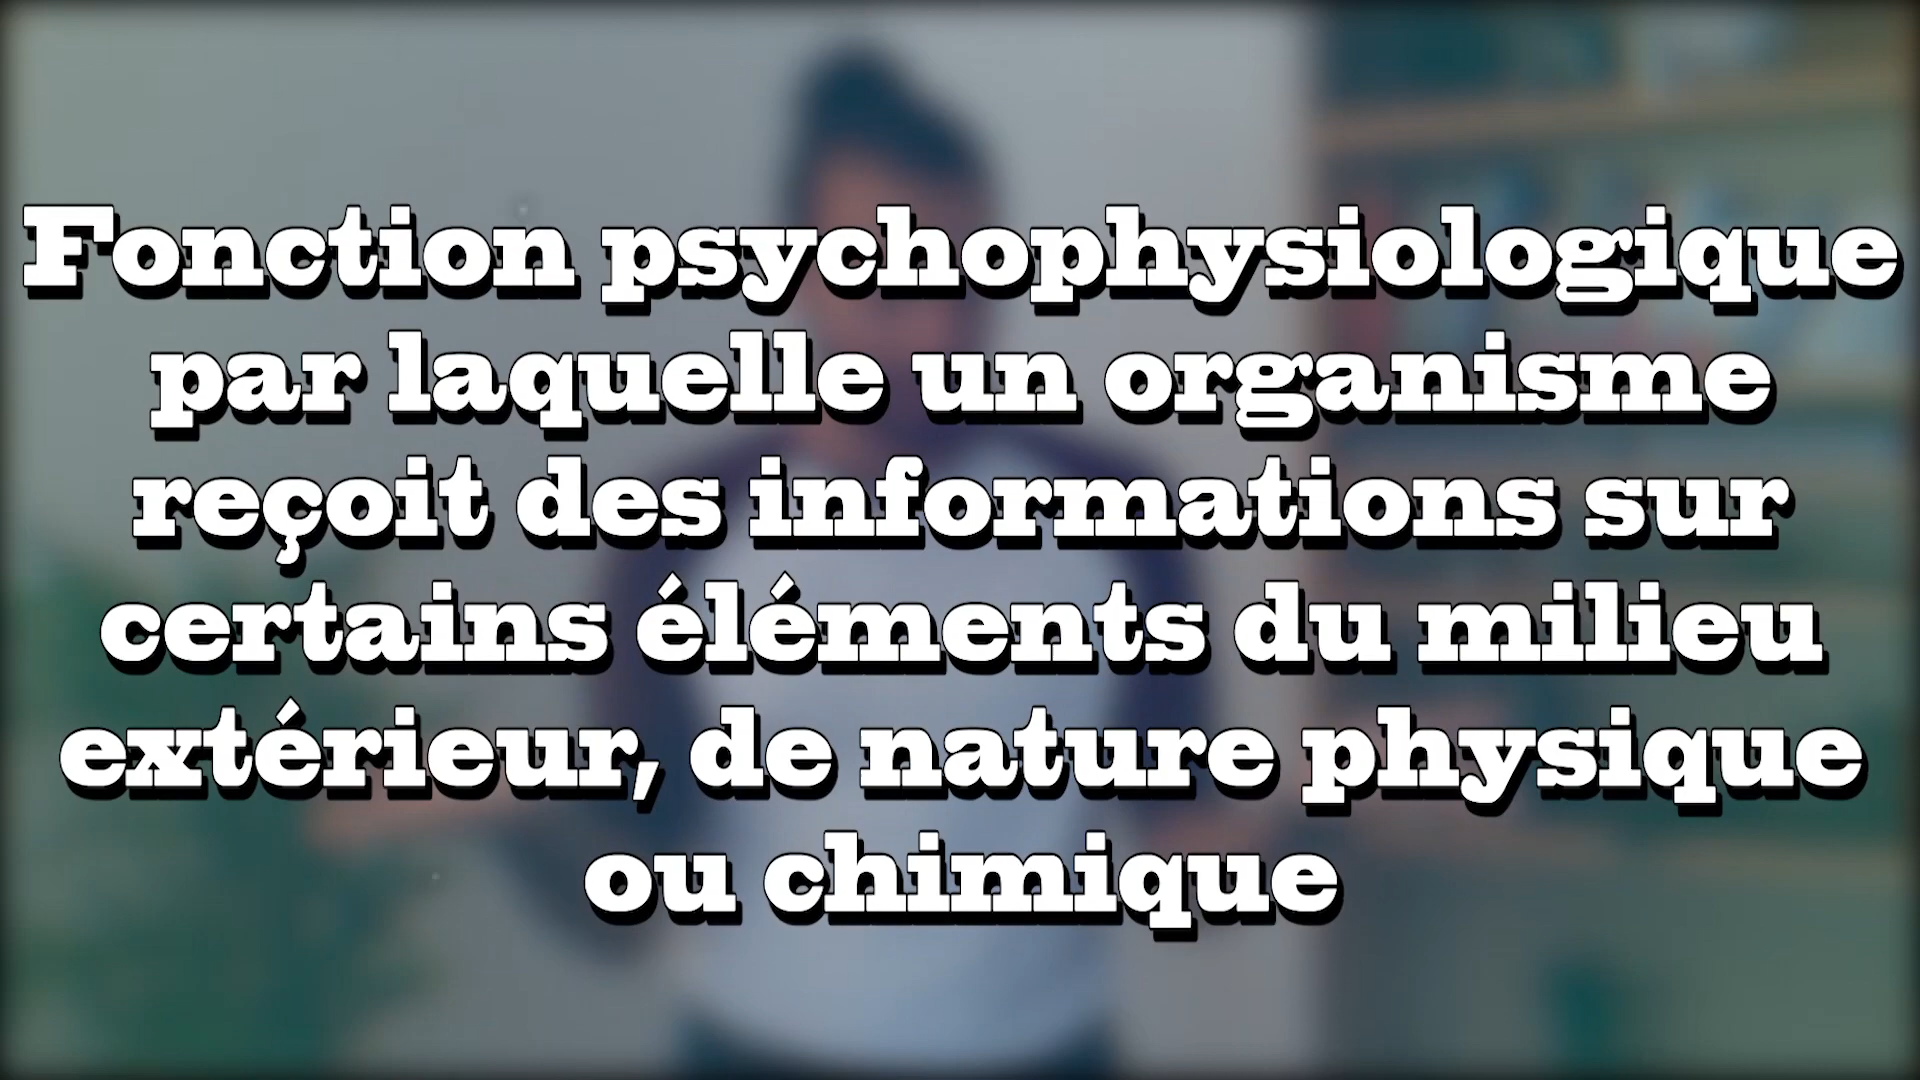 Fonction psychophysiologique
par laquelle un organisme
reçoit des informations sur
certains éléments du milieu
extérieur, de nature physique
ou chimique